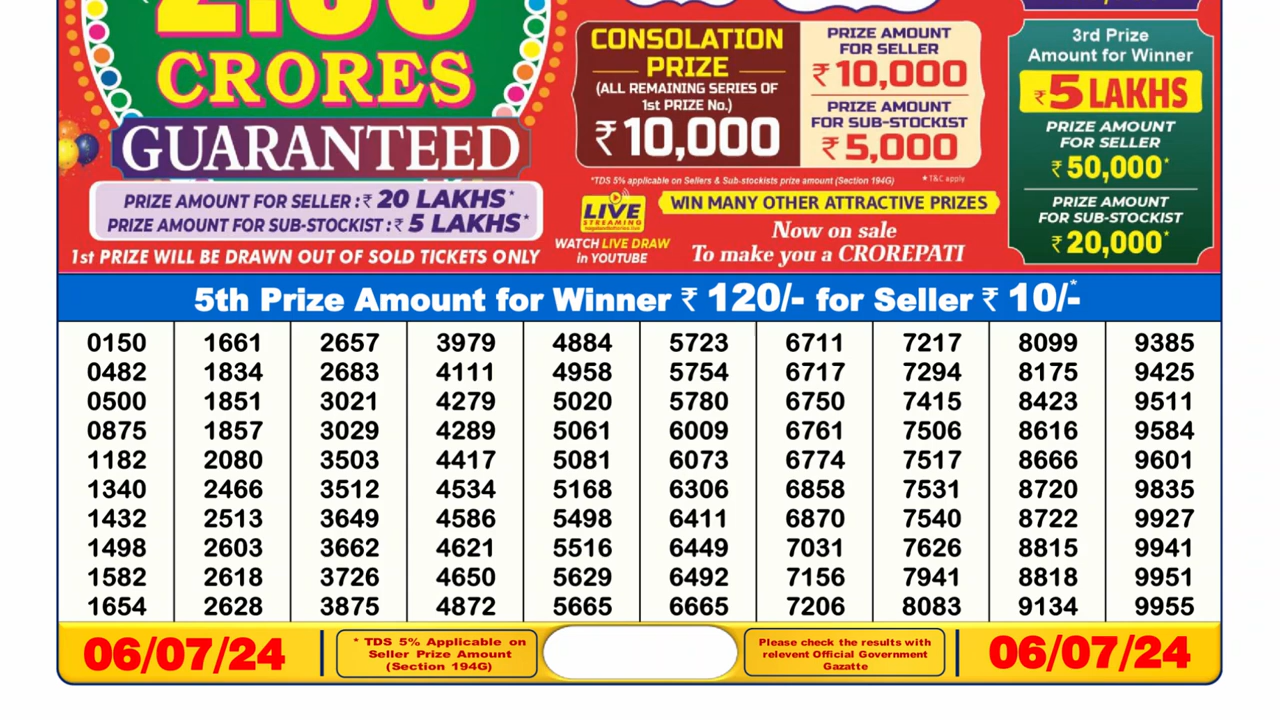 CRORES
GUARANTEED
PRIZE AMOUNT FOR SELLER : ₹ 20 LAKHS*
PRIZE AMOUNT FOR SUB-STOCKIST : ₹ 5 LAKHS*
1st PRIZE WILL BE DRAWN OUT OF SOLD TICKETS ONLY
CONSOLATION
PRIZE
(ALL REMAINING SERIES OF
1st PRIZE No.)
₹ 10,000
PRIZE AMOUNT
FOR SELLER
₹ 10,000
PRIZE AMOUNT
FOR SUB-STOCKIST
₹ 5,000
*TDS 5% applicable on Sellers & Sub-stockists prize amount (Section 194G)
* T&C apply
LIVE
STREAMING
WATCH LIVE DRAW
in YOUTUBE
WIN MANY OTHER ATTRACTIVE PRIZES
Now on sale
To make you a CROREPATI
3rd Prize
Amount for Winner
₹ 5 LAKHS
PRIZE AMOUNT
FOR SELLER
₹ 50,000*
PRIZE AMOUNT
FOR SUB-STOCKIST
₹ 20,000*
5th Prize Amount for Winner ₹ 120/- for Seller ₹ 10/-*
0150 1661 2657 3979 4884 5723 6711 7217 8099 9385
0482 1834 2683 4111 4958 5754 6717 7294 8175 9425
0500 1851 3021 4279 5020 5780 6750 7415 8423 9511
0875 1857 3029 4289 5061 6009 6761 7506 8616 9584
1182 2080 3503 4417 5081 6073 6774 7517 8666 9601
1340 2466 3512 4534 5168 6306 6858 7531 8720 9835
1432 2513 3649 4586 5498 6411 6870 7540 8722 9927
1498 2603 3662 4621 5516 6449 7031 7626 8815 9941
1582 2618 3726 4650 5629 6492 7156 7941 8818 9951
1654 2628 3875 4872 5665 6665 7206 8083 9134 9955
06/07/24
* TDS 5% Applicable on
Seller Prize Amount
(Section 194G)
Please check the results with
relevent Official Government
Gazatte
06/07/24